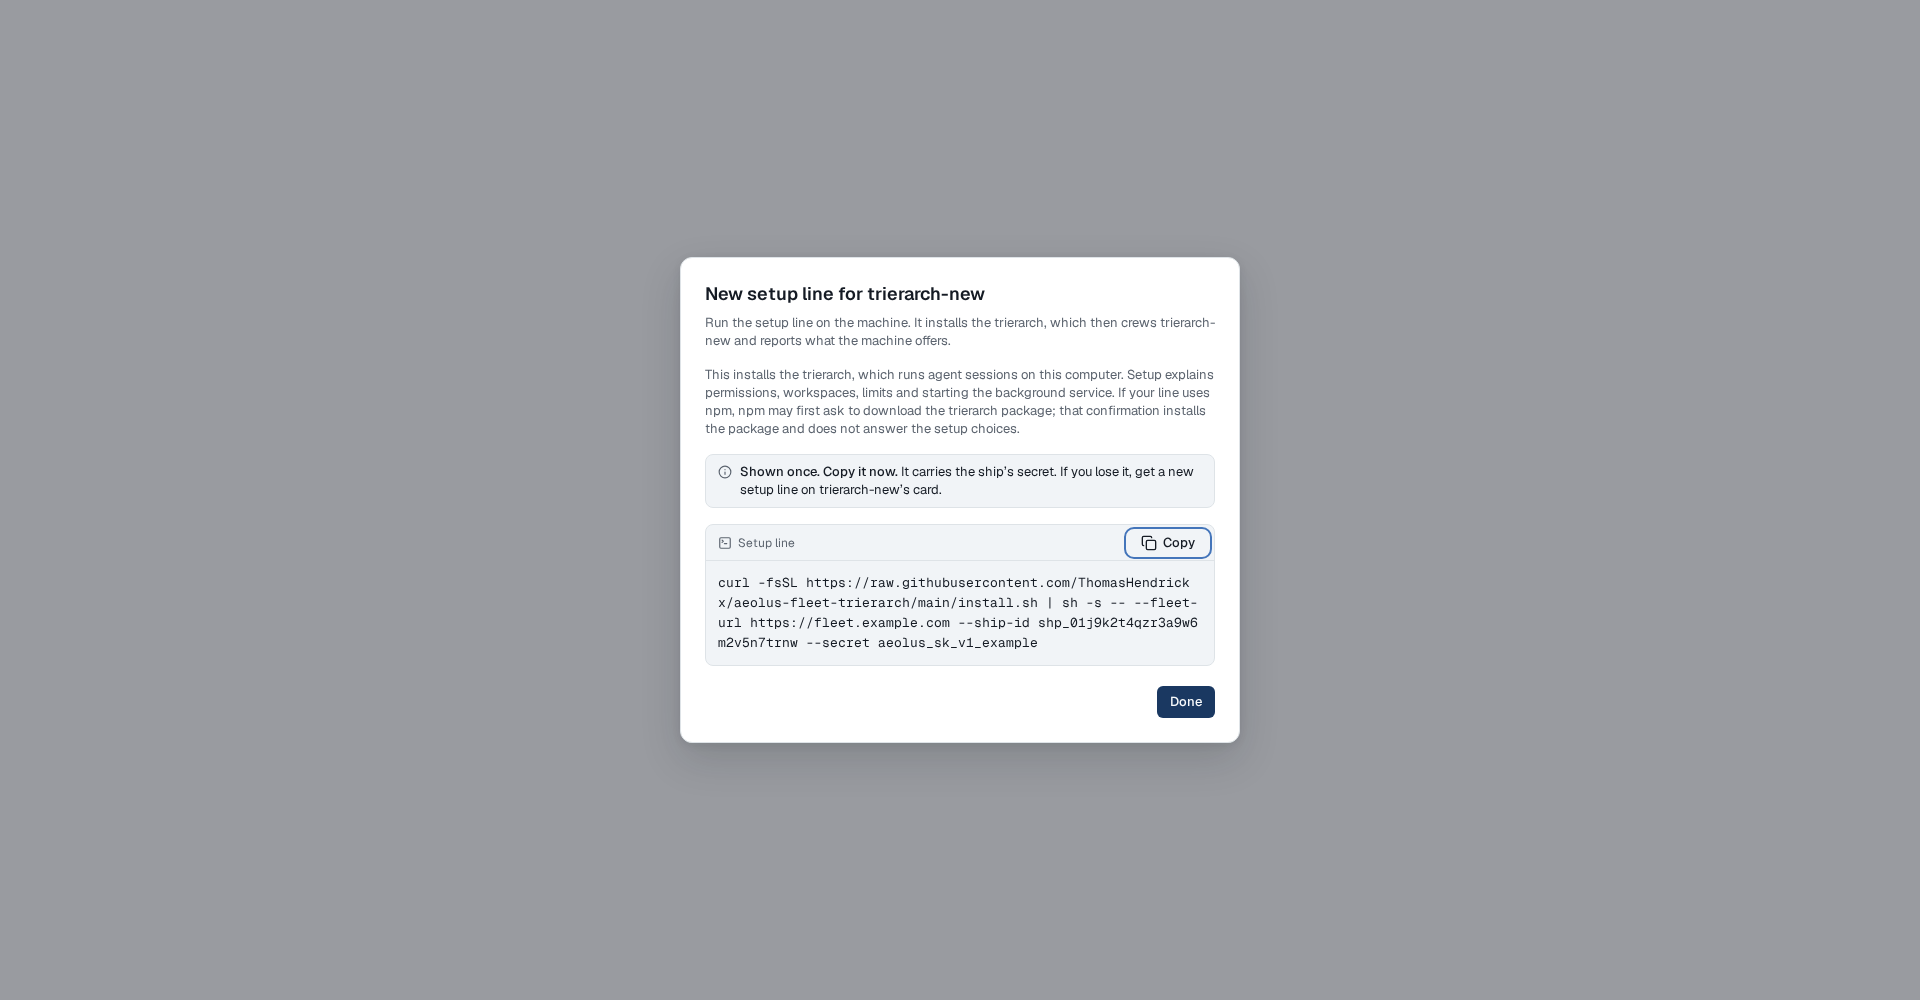 New setup line for trierarch-new
Run the setup line on the machine. It installs the trierarch, which then crews trierarch-
new and reports what the machine offers.
This installs the trierarch, which runs agent sessions on this computer. Setup explains
permissions, workspaces, limits and starting the background service. If your line uses
npm, npm may first ask to download the trierarch package; that confirmation installs
the package and does not answer the setup choices.
Shown once. Copy it now. It carries the ship's secret. If you lose it, get a new
setup line on trierarch-new's card.
Setup line
Copy
curl -fsSL https://raw.githubusercontent.com/ThomasHendrick
x/aeolus-fleet-trierarch/main/install.sh | sh -s -- --fleet-
url https://fleet.example.com --ship-id shp_01j9k2t4qzr3a9w6
m2v5n7trnw --secret aeolus_sk_v1_example
Done